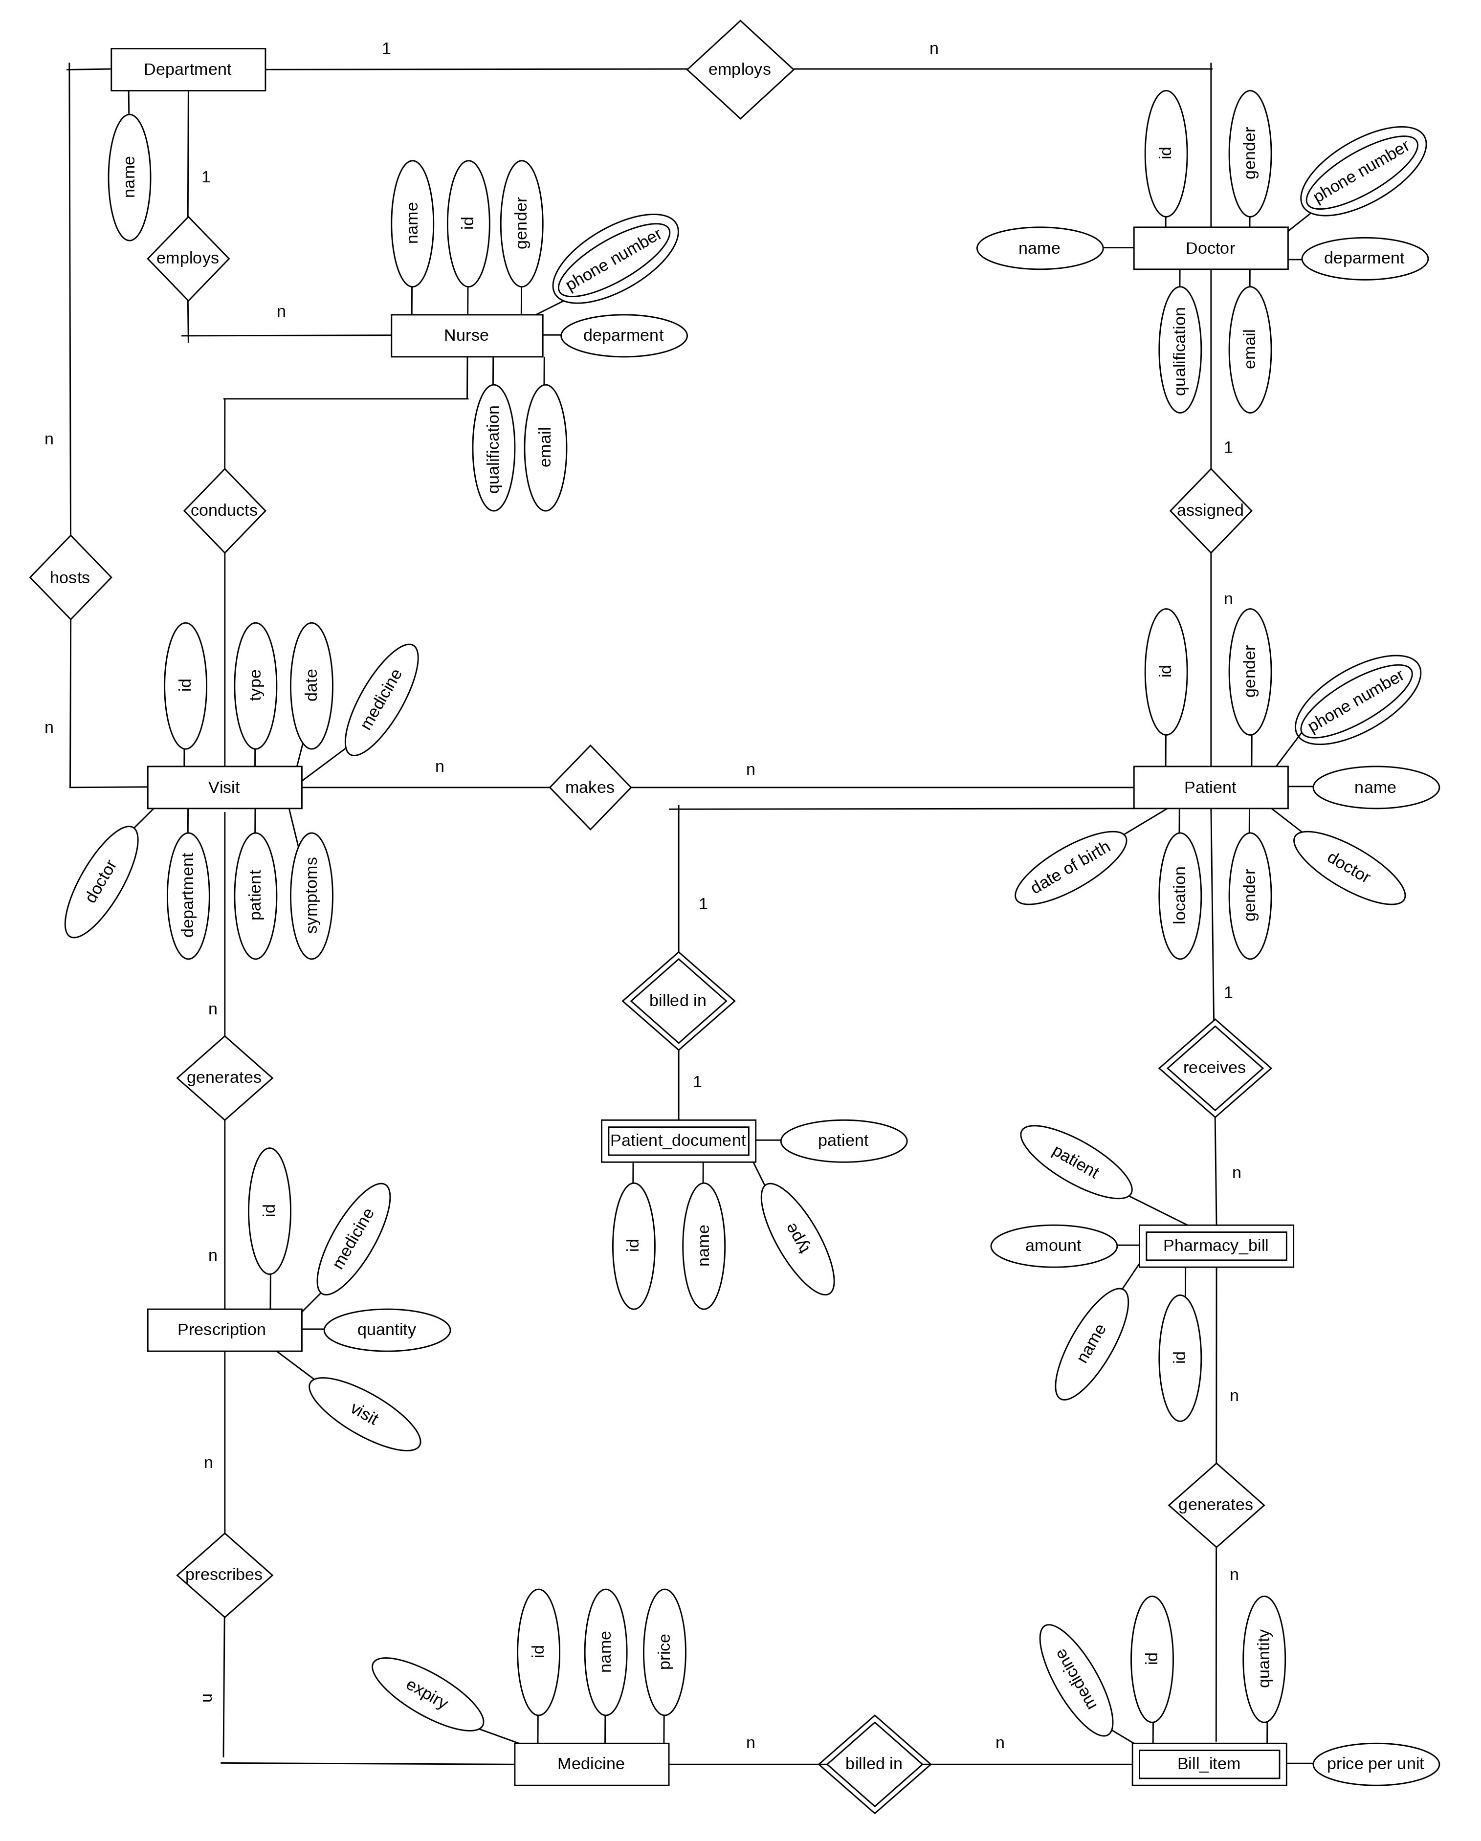 1
n
Department
employs
id
gender
phone number
name
1
name
id
gender
phone number
name
Doctor
deparment
employs
n
Nurse
deparment
qualification
email
n
qualification
email
1
conducts
assigned
hosts
n
id
type
date
medicine
id
gender
phone number
n
n
n
Visit
makes
Patient
name
doctor
department
patient
symptoms
date of birth
location
gender
doctor
1
n
billed in
1
generates
receives
1
Patient_document
patient
patient
n
id
medicine
id
name
type
n
amount
Pharmacy_bill
Prescription
quantity
name
id
visit
n
n
generates
prescribes
n
id
name
price
medicine
id
quantity
expiry
n
n
n
Medicine
billed in
Bill_item
price per unit